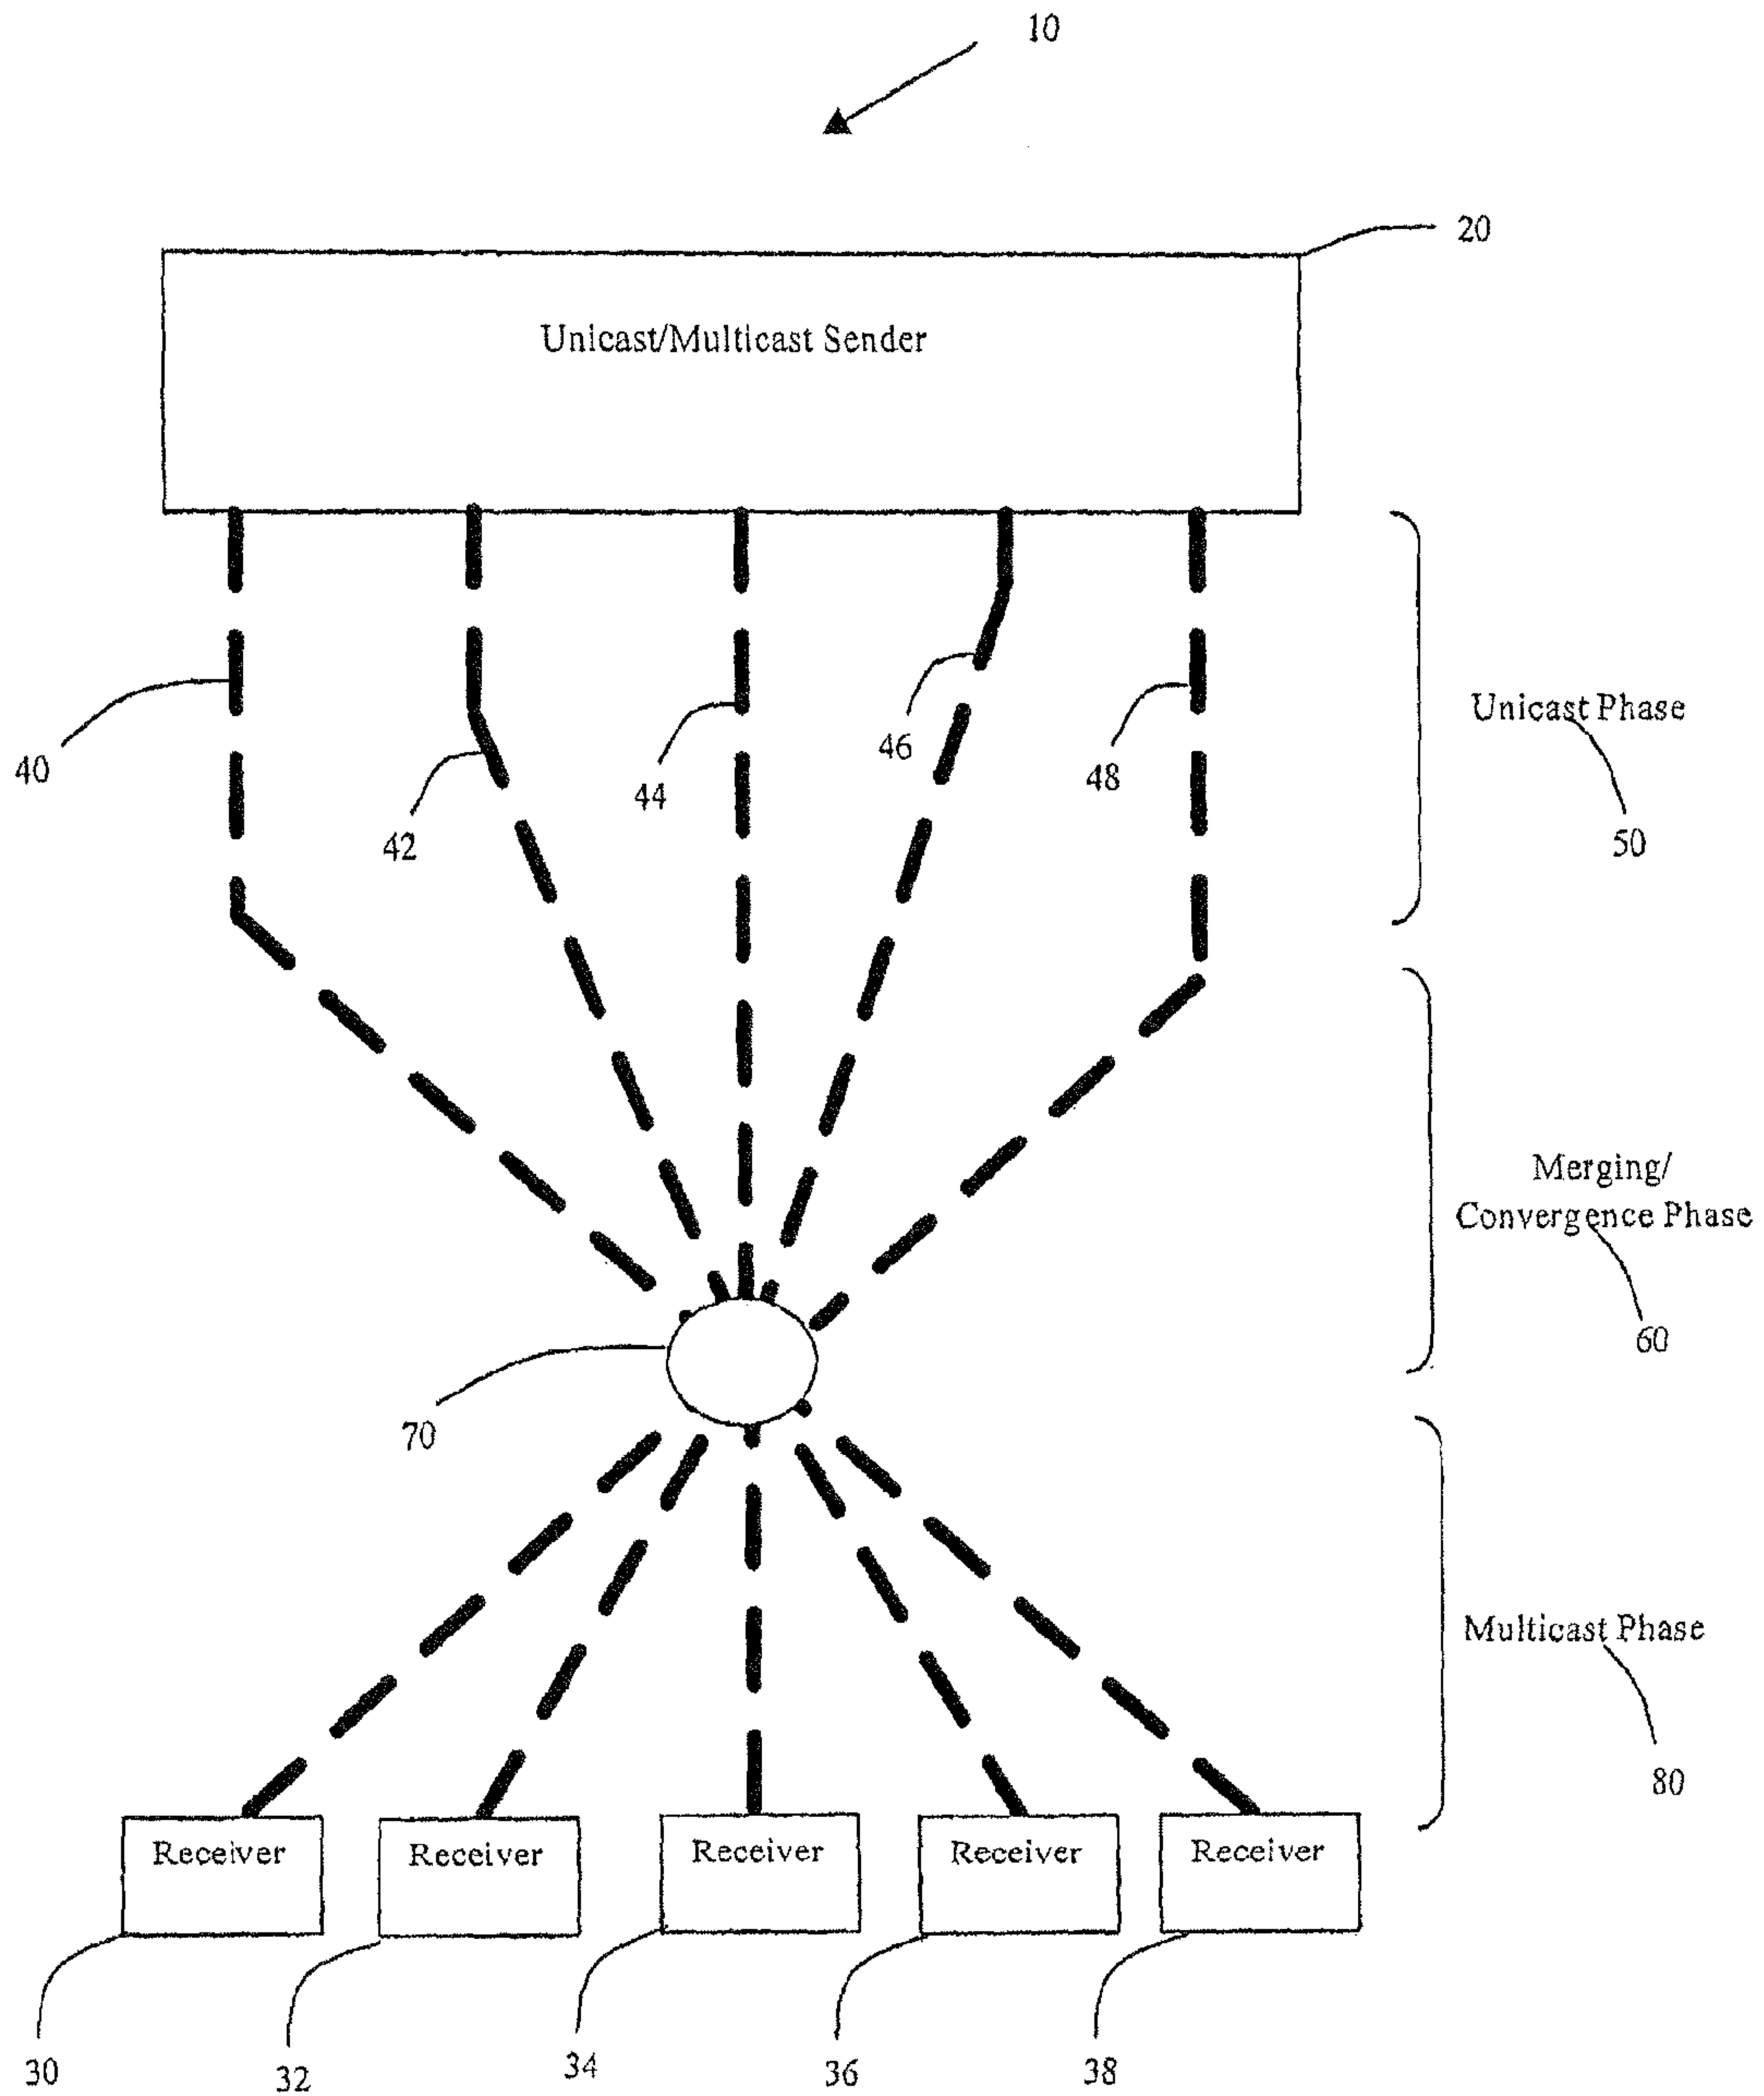 10
20
Unicast/Multicast Sender
40
42
44
46
48
Unicast Phase
50
Merging/
Convergence Phase
60
70
Multicast Phase
80
Receiver
Receiver
Receiver
Receiver
Receiver
30
32
34
36
38